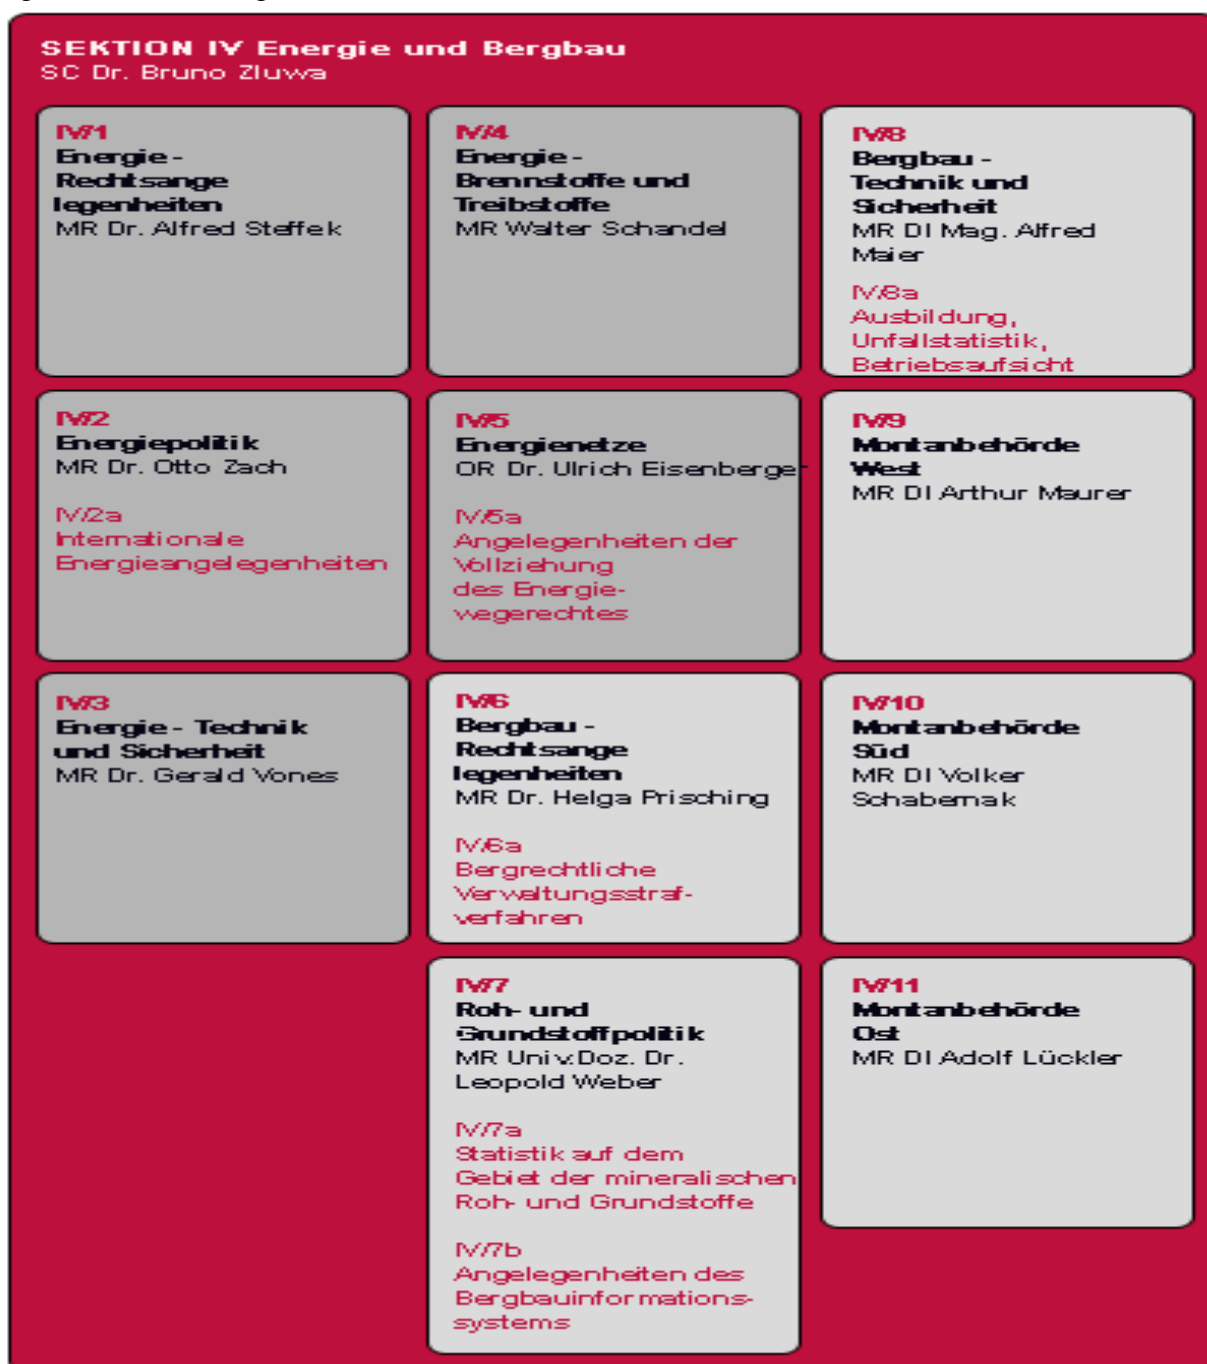 SEKTION IV Energie und Bergbau
SC Dr. Bruno Zluwa
IV/1
Energie -
Rechtsange
legenheiten
MR Dr. Alfred Steffek
IV/2
Energiepolitik
MR Dr. Otto Zach
IV/2a
Internationale
Energieangelegenheiten
IV/3
Energie - Technik
und Sicherheit
MR Dr. Gerald Vones
IV/4
Energie -
Brennstoffe und
Treibstoffe
MR Walter Schandel
IV/5
Energienetze
OR Dr. Ulrich Eisenberger
IV/5a
Angelegenheiten der
Vollziehung
des Energie-
wegerechtes
IV/6
Bergbau -
Rechtsange
legenheiten
MR Dr. Helga Prisching
IV/6a
Bergrechtliche
Verwaltungsstraf-
verfahren
IV/7
Roh- und
Grundstoffpolitik
MR Univ.Doz. Dr.
Leopold Weber
IV/7a
Statistik auf dem
Gebiet der mineralischen
Roh- und Grundstoffe
IV/7b
Angelegenheiten des
Bergbauinformations-
systems
IV/8
Bergbau -
Technik und
Sicherheit
MR DI Mag. Alfred
Maier
IV/8a
Ausbildung,
Unfallstatistik,
Betriebsaufsicht
IV/9
Montanbehörde
West
MR DI Arthur Maurer
IV/10
Montanbehörde
Süd
MR DI Volker
Schabernak
IV/11
Montanbehörde
Ost
MR DI Adolf Lückler